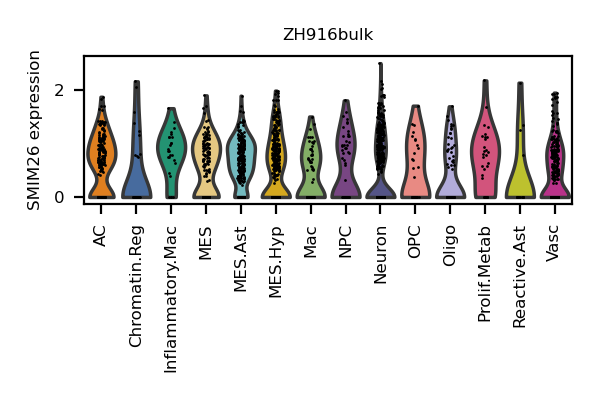 ZH916bulk
SMIM26 expression
2
0
AC
Chromatin.Reg
Inflammatory.Mac
MES
MES.Ast
MES.Hyp
Mac
NPC
Neuron
OPC
Oligo
Prolif.Metab
Reactive.Ast
Vasc